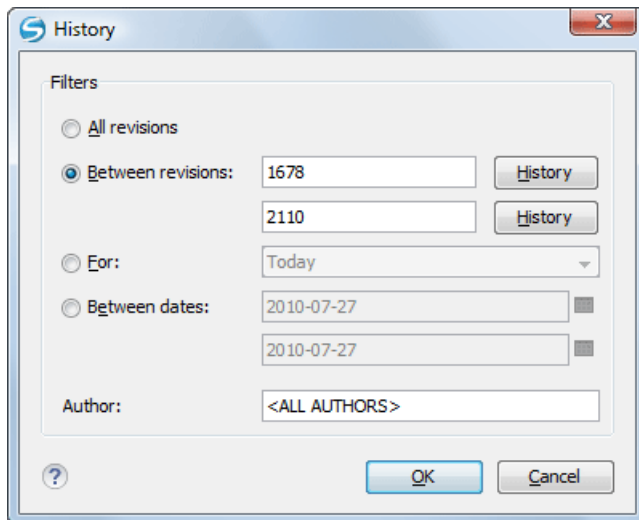 History
X
Filters
All revisions
Between revisions: 1678 History
2110 History
For: Today
Between dates: 2010-07-27
2010-07-27
Author: <ALL AUTHORS>
? OK Cancel